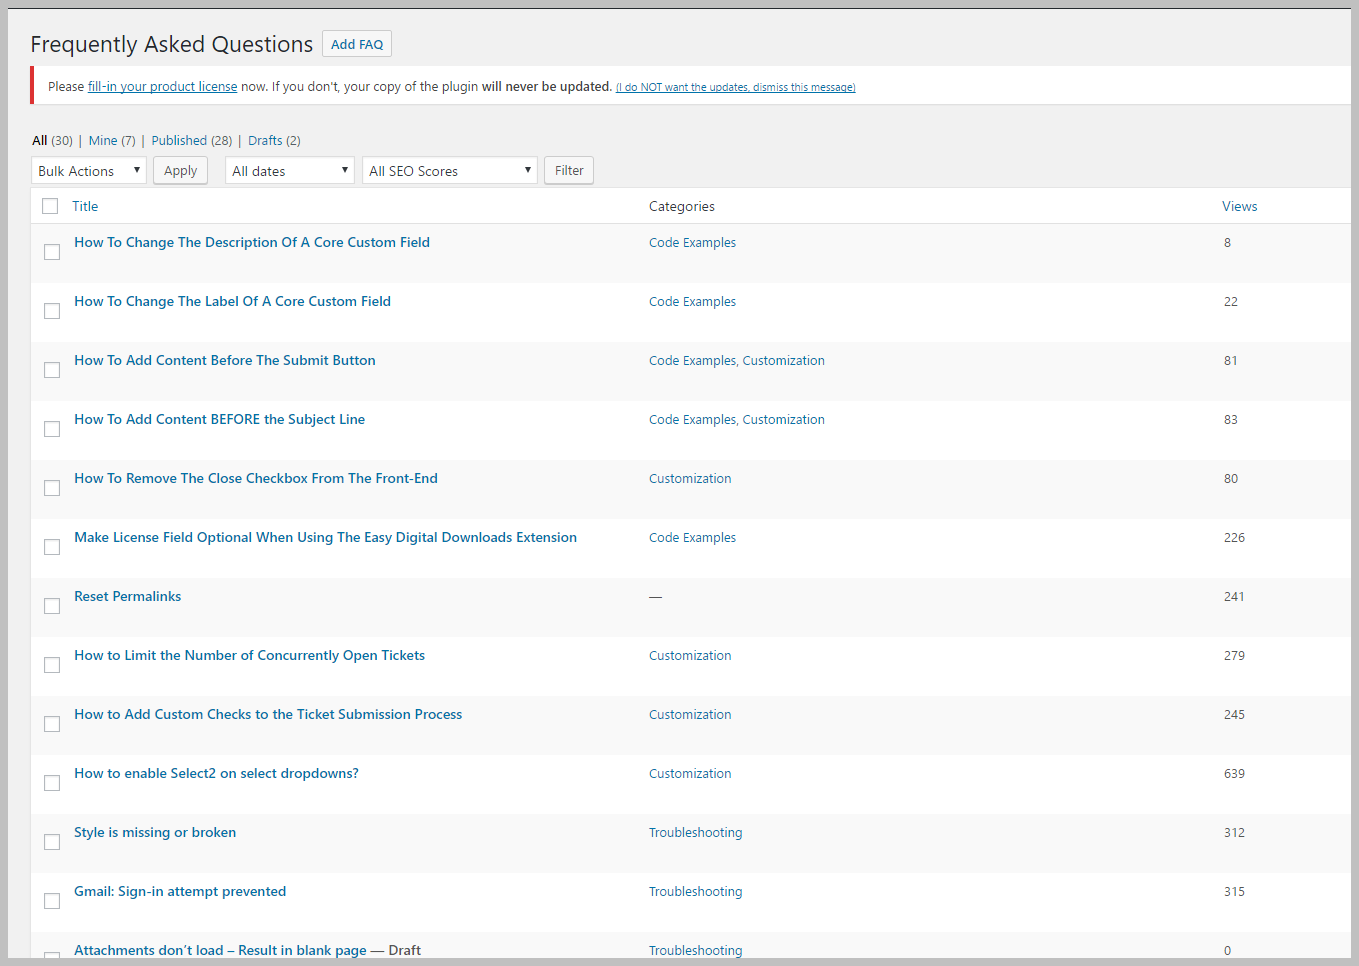 Frequently Asked Questions Add FAQ
Please fill-in your product license now. If you don't, your copy of the plugin will never be updated. (I do NOT want the updates, dismiss this message)
All (30) | Mine (7) | Published (28) | Drafts (2)
Bulk Actions Apply All dates All SEO Scores Filter
Title Categories Views
How To Change The Description Of A Core Custom Field Code Examples 8
How To Change The Label Of A Core Custom Field Code Examples 22
How To Add Content Before The Submit Button Code Examples, Customization 81
How To Add Content BEFORE the Subject Line Code Examples, Customization 83
How To Remove The Close Checkbox From The Front-End Customization 80
Make License Field Optional When Using The Easy Digital Downloads Extension Code Examples 226
Reset Permalinks — 241
How to Limit the Number of Concurrently Open Tickets Customization 279
How to Add Custom Checks to the Ticket Submission Process Customization 245
How to enable Select2 on select dropdowns? Customization 639
Style is missing or broken Troubleshooting 312
Gmail: Sign-in attempt prevented Troubleshooting 315
Attachments don’t load – Result in blank page — Draft Troubleshooting 0